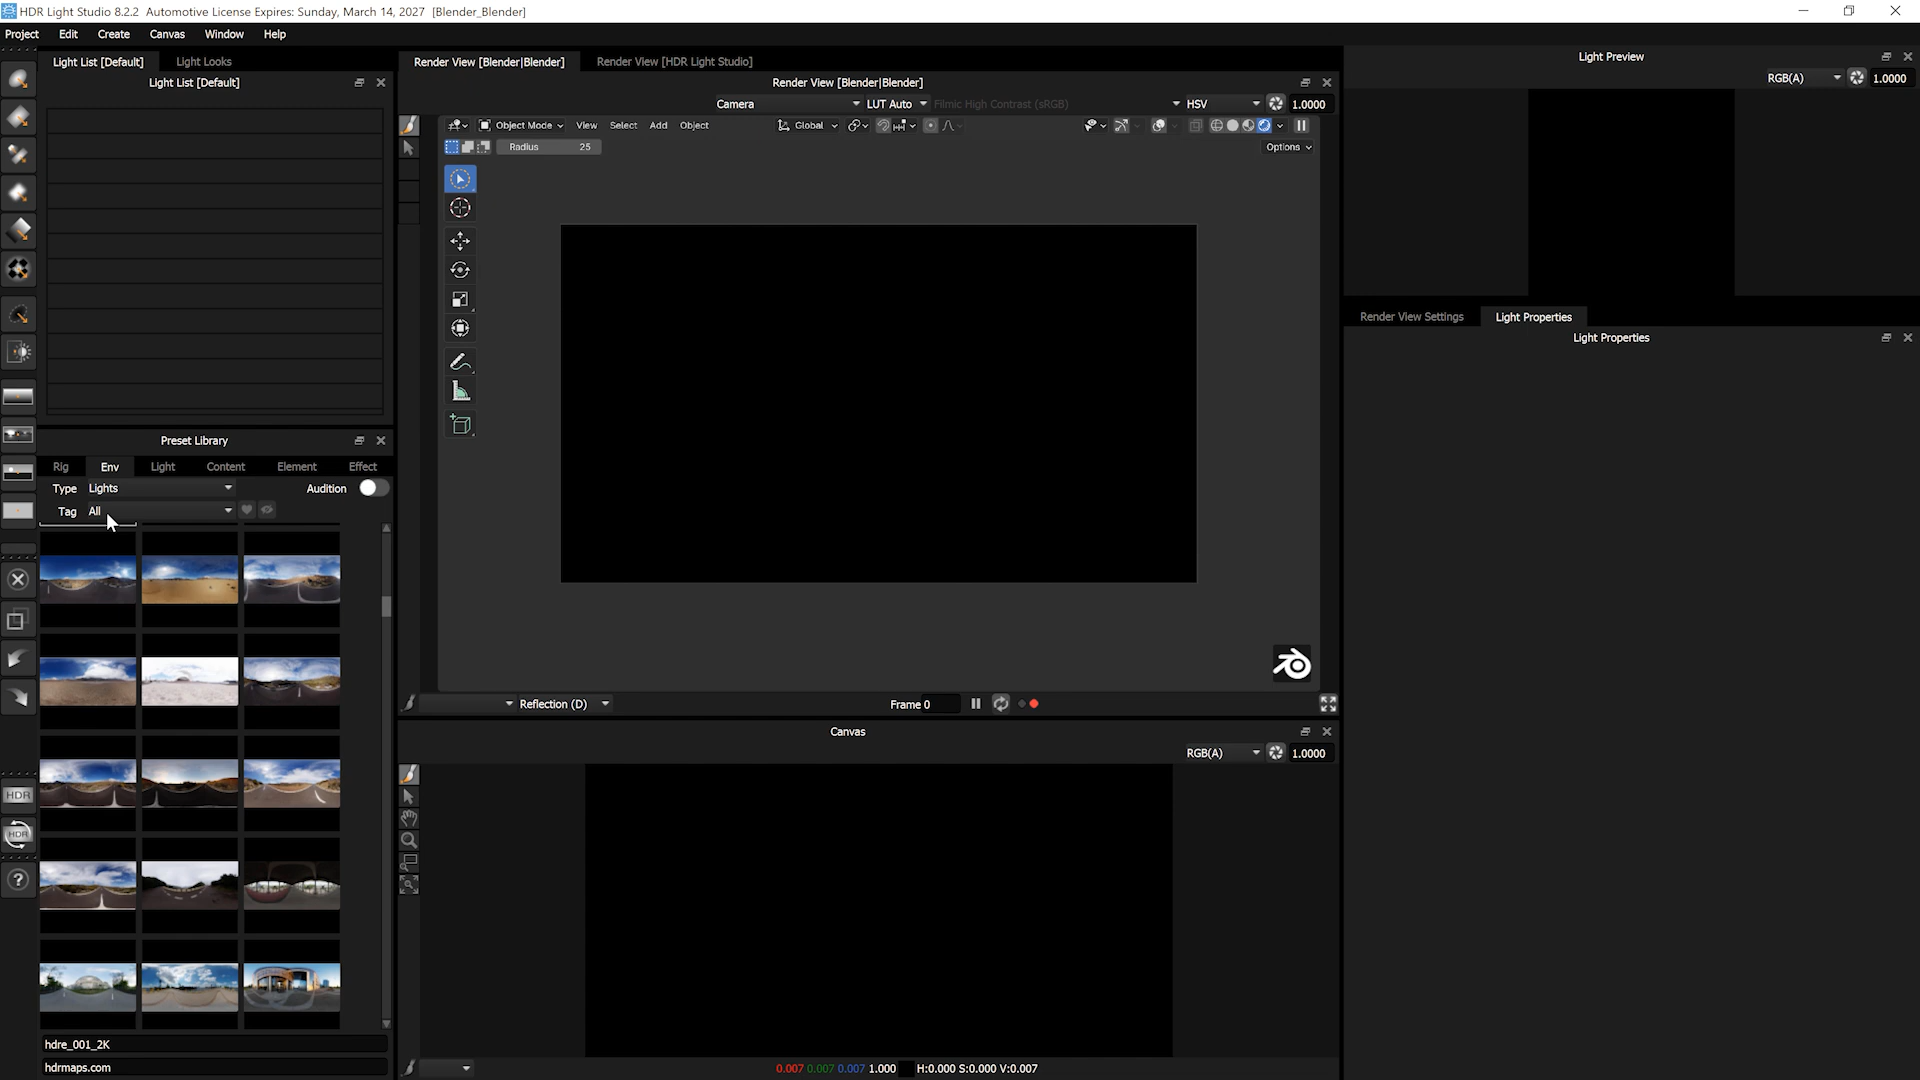 HDR Light Studio 8.2.2 Automotive License Expires: Sunday, March 14, 2027 [Blender_Blender]
Project Edit Create Canvas Window Help
Light List [Default] Light Looks
Light List [Default]
Render View [Blender|Blender] Render View [HDR Light Studio]
Render View [Blender|Blender]
Camera LUT Auto Filmic High Contrast (sRGB) HSV 1.0000
Object Mode View Select Add Object Global
Radius 25 Options
Light Preview
RGB(A) 1.0000
Render View Settings Light Properties
Light Properties
Preset Library
Rig Env Light Content Element Effect
Type Lights Audition
Tag All
HDR
HDR
?
hdre_001_2K
hdrmaps.com
Reflection (D) Frame 0
Canvas
RGB(A) 1.0000
0.007 0.007 0.007 1.000 H:0.000 S:0.000 V:0.007